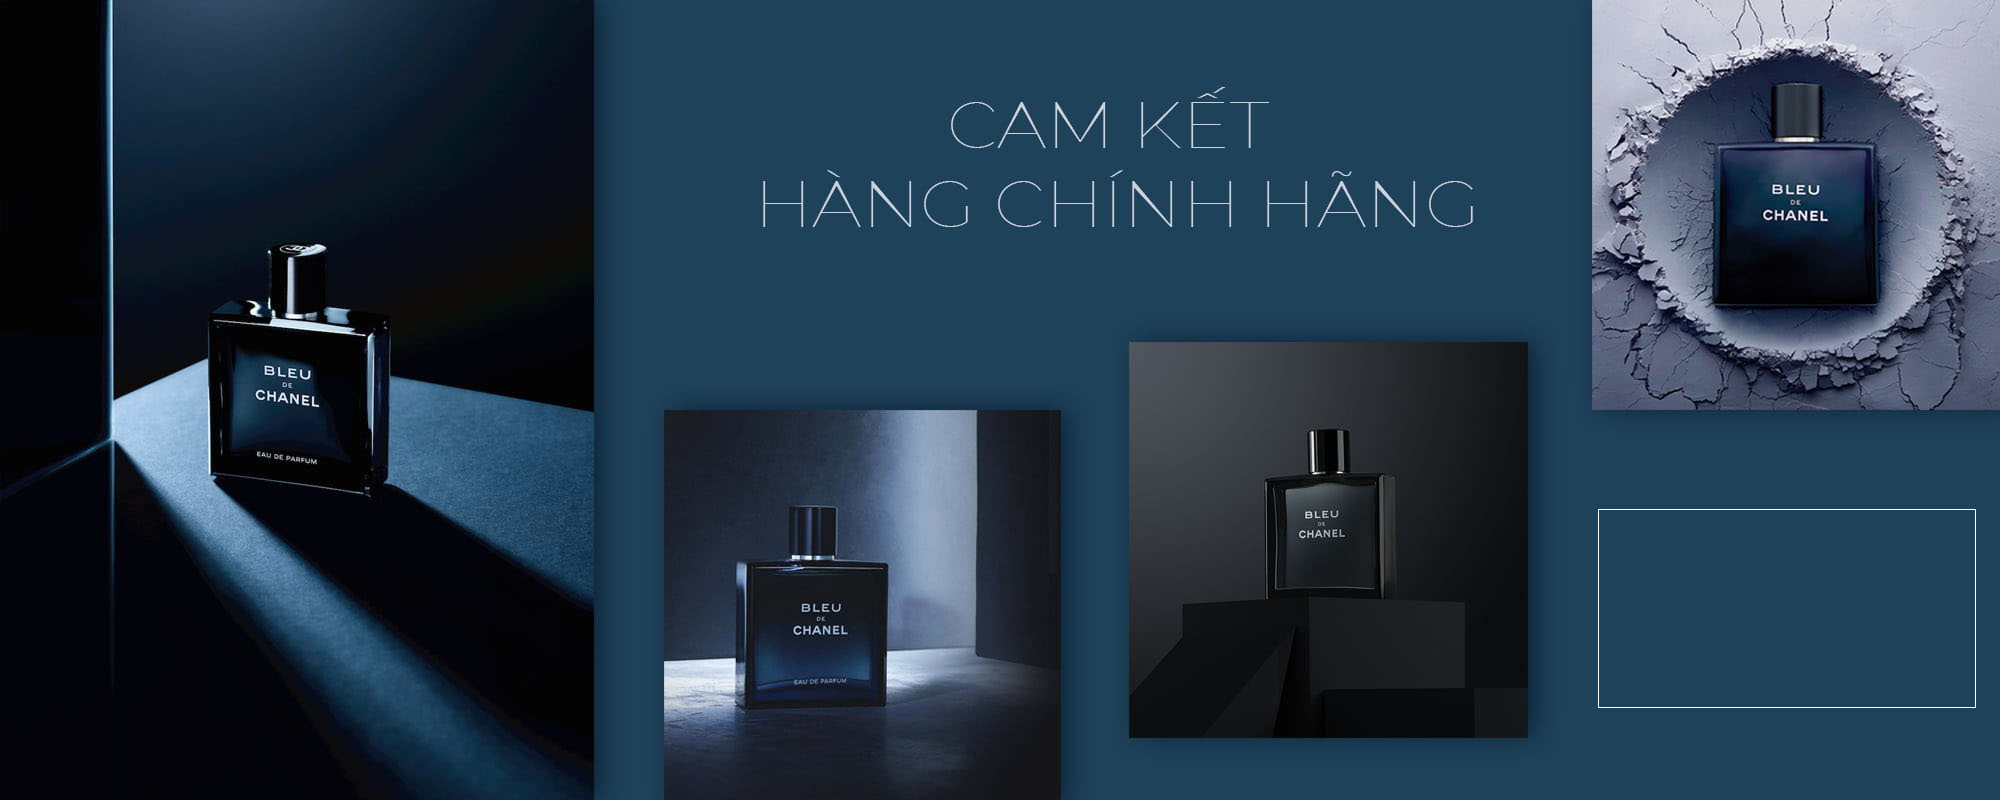 BLEU
DE
CHANEL
EAU DE PARFUM
CAM KẾT
HÀNG CHÍNH HÃNG
BLEU
DE
CHANEL
EAU DE PARFUM
BLEU
DE
CHANEL
BLEU
DE
CHANEL